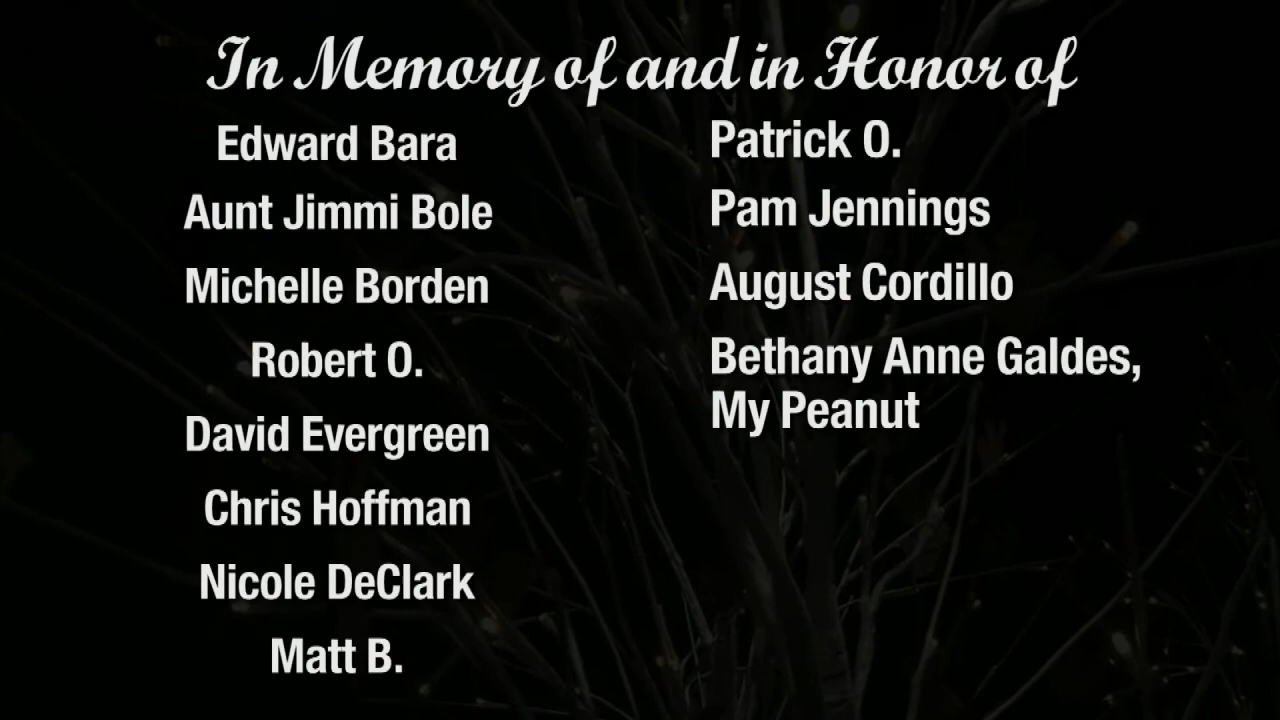 In Memory of and in Honor of
Edward Bara
Aunt Jimmi Bole
Michelle Borden
Robert O.
David Evergreen
Chris Hoffman
Nicole DeClark
Matt B.
Patrick O.
Pam Jennings
August Cordillo
Bethany Anne Galdes,
My Peanut